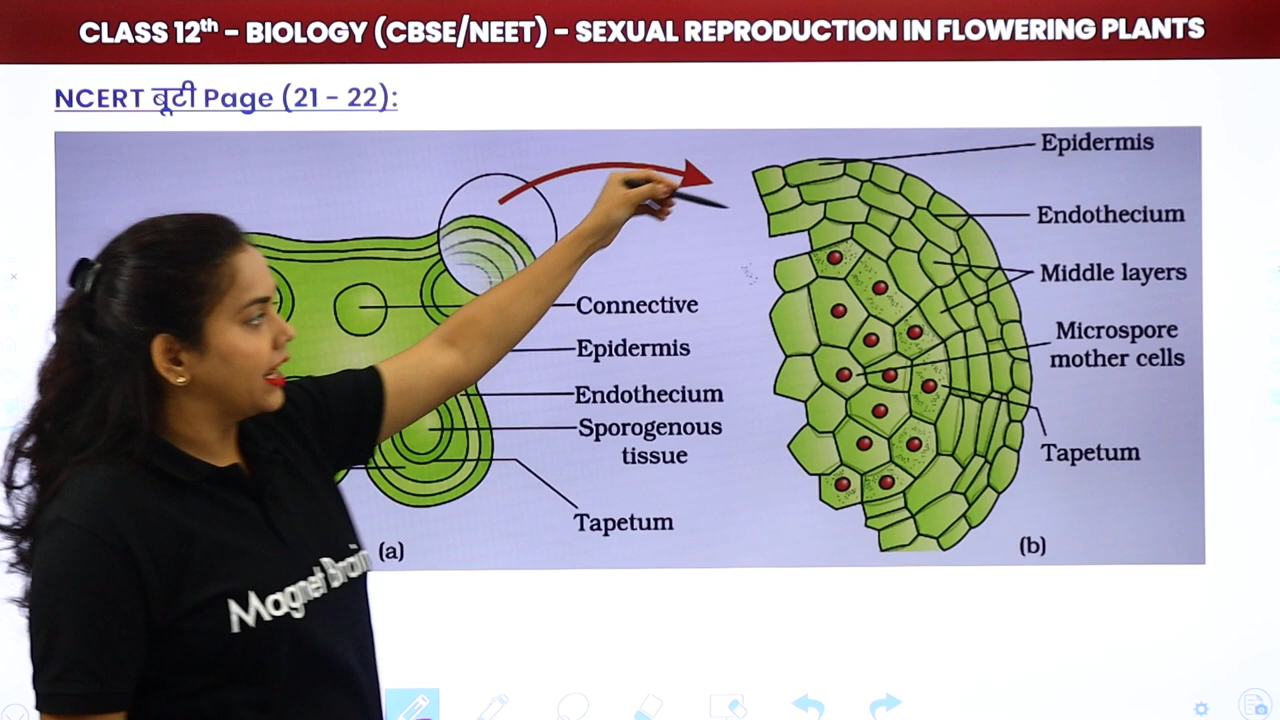 CLASS 12th - BIOLOGY (CBSE/NEET) - SEXUAL REPRODUCTION IN FLOWERING PLANTS
NCERT बूटी Page (21 - 22):
Connective
Epidermis
Endothecium
Sporogenous
tissue
Tapetum
(a)
Epidermis
Endothecium
Middle layers
Microspore
mother cells
Tapetum
(b)
Magnet Brain